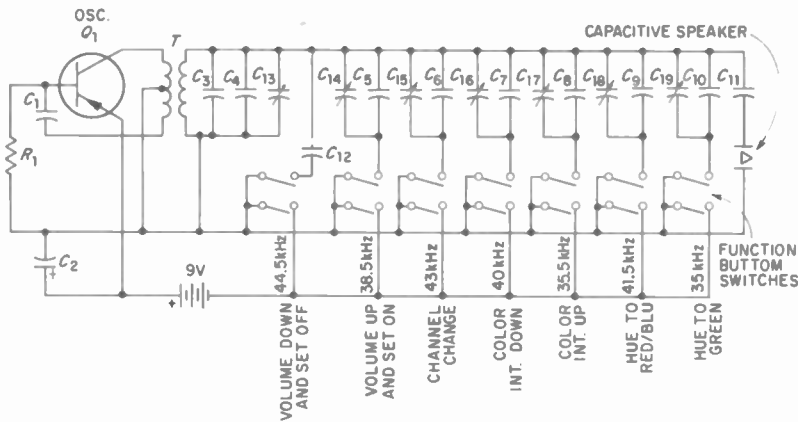 OSC.
Q1
T
CAPACITIVE SPEAKER
C1
C3
C4
C13
C14
C5
C15
C6
C16
C7
C17
C8
C18
C9
C19
C10
C11
R1
C12
C2
+
9V
+
44.5kHz
38.5kHz
43kHz
40kHz
35.5kHz
41.5kHz
35kHz
FUNCTION
BUTTOM
SWITCHES
VOLUME DOWN
AND SET OFF
VOLUME UP
AND SET ON
CHANNEL
CHANGE
COLOR
INT. DOWN
COLOR
INT. UP
HUE TO
RED/BLU
HUE TO
GREEN